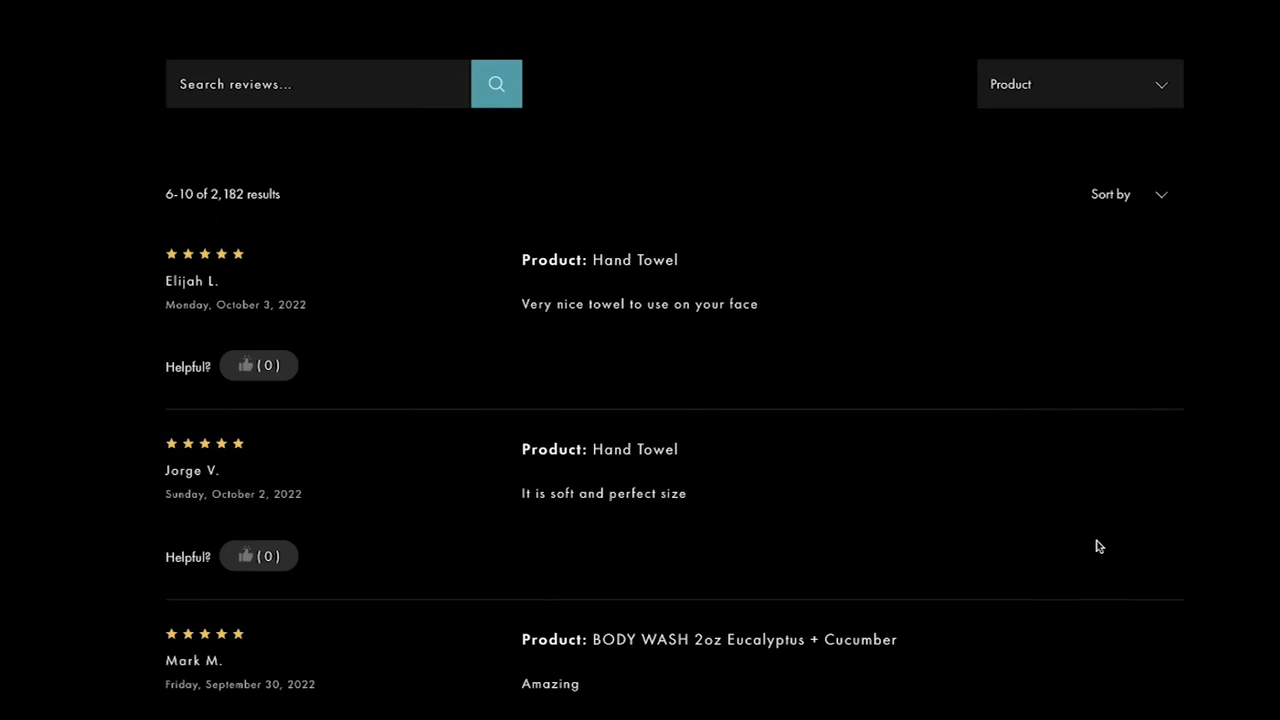 Search reviews...
Product
6-10 of 2,182 results
Sort by
Product: Hand Towel
Elijah L.
Monday, October 3, 2022
Very nice towel to use on your face
Helpful? (0)
Product: Hand Towel
Jorge V.
Sunday, October 2, 2022
It is soft and perfect size
Helpful? (0)
Product: BODY WASH 2oz Eucalyptus + Cucumber
Mark M.
Friday, September 30, 2022
Amazing